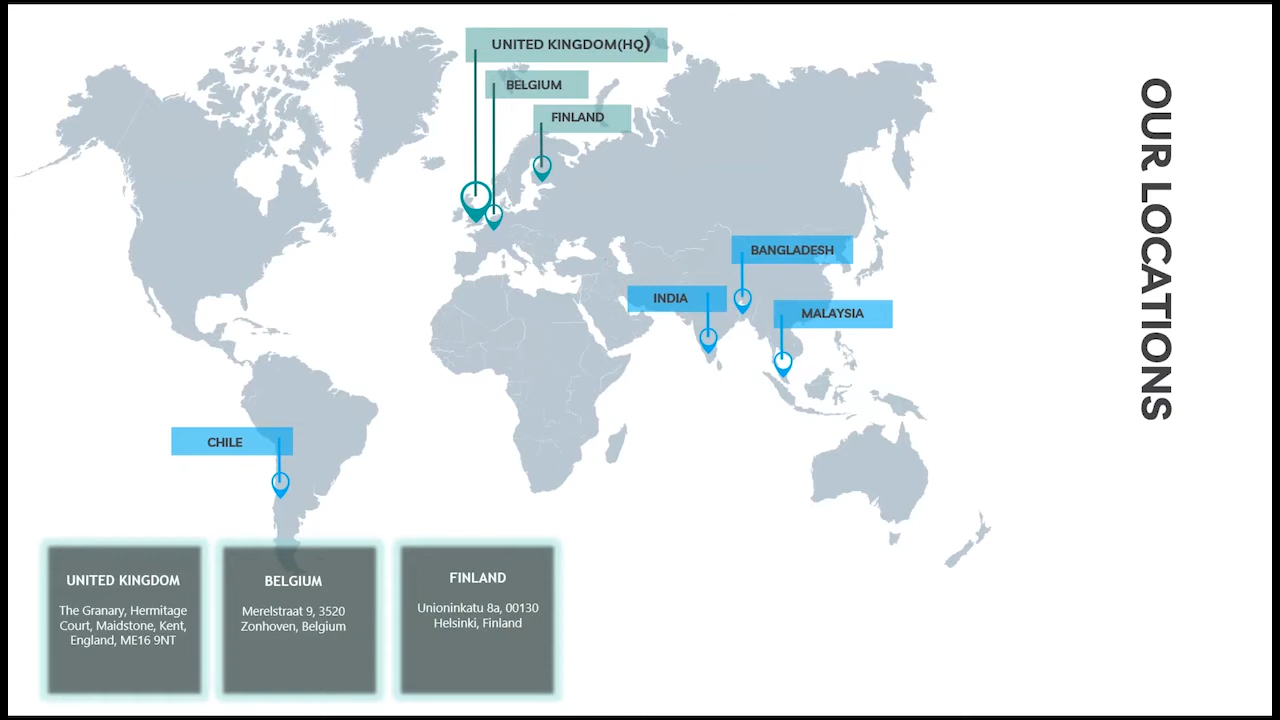 UNITED KINGDOM(HQ)
BELGIUM
FINLAND
OUR LOCATIONS
BANGLADESH
INDIA
MALAYSIA
CHILE
UNITED KINGDOM
The Granary, Hermitage
Court, Maidstone, Kent,
England, ME16 9NT
BELGIUM
Merelstraat 9, 3520
Zonhoven, Belgium
FINLAND
Unioninkatu 8a, 00130
Helsinki, Finland